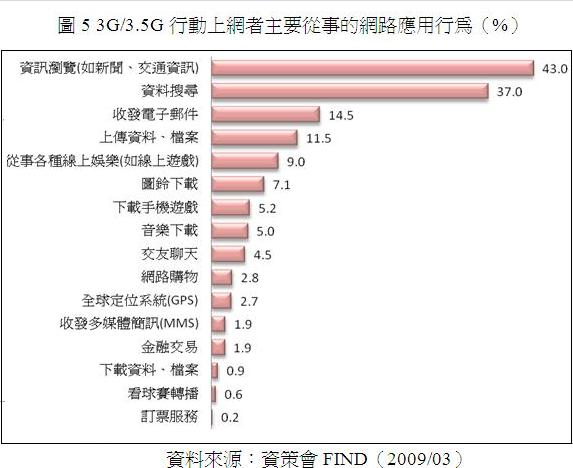 圖 5 3G/3.5G 行動上網者主要從事的網路應用行為（%）
資訊瀏覽(如新聞、交通資訊) 43.0
資料搜尋 37.0
收發電子郵件 14.5
上傳資料、檔案 11.5
從事各種線上娛樂(如線上遊戲) 9.0
圖鈴下載 7.1
下載手機遊戲 5.2
音樂下載 5.0
交友聊天 4.5
網路購物 2.8
全球定位系統(GPS) 2.7
收發多媒體簡訊(MMS) 1.9
金融交易 1.9
下載資料、檔案 0.9
看球賽轉播 0.6
訂票服務 0.2
資料來源：資策會 FIND（2009/03）